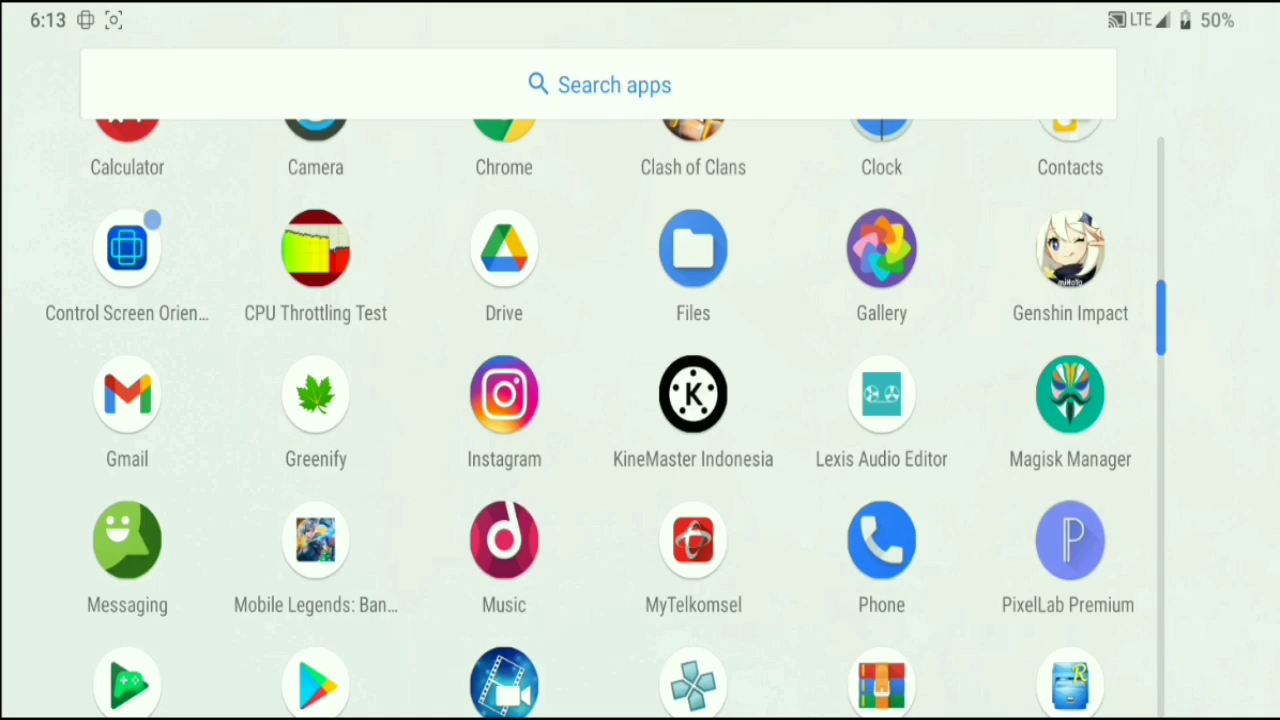 6:13 LTE 50%
Search apps
Calculator Camera Chrome Clash of Clans Clock Contacts
Control Screen Orien... CPU Throttling Test Drive Files Gallery Genshin Impact
Gmail Greenify Instagram KineMaster Indonesia Lexis Audio Editor Magisk Manager
Messaging Mobile Legends: Ban... Music MyTelkomsel Phone PixelLab Premium